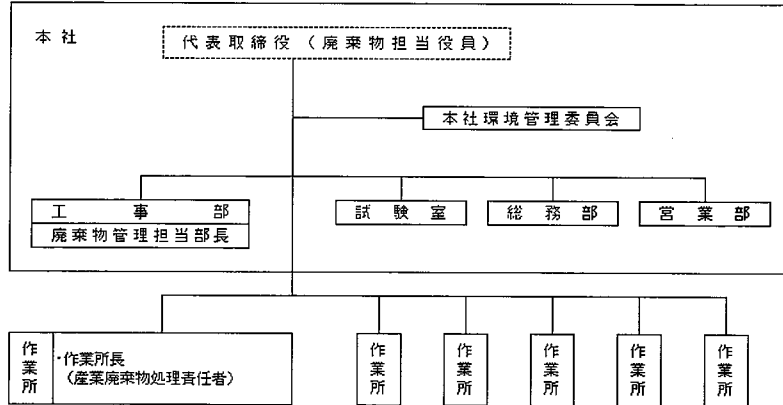 本社
代表取締役（廃棄物担当役員）
本社環境管理委員会
工事部
試験室
総務部
営業部
廃棄物管理担当部長
作業所
・作業所長
（産業廃棄物処理責任者）
作業所
作業所
作業所
作業所
作業所